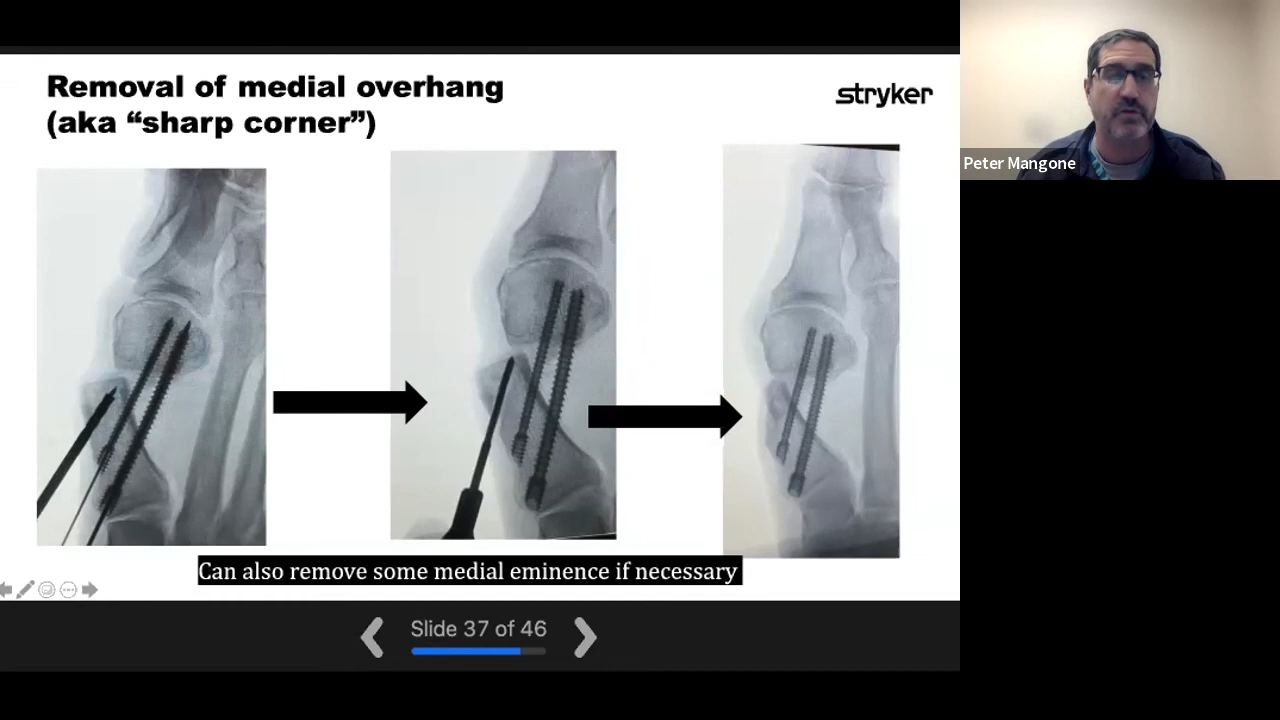 Removal of medial overhang
(aka “sharp corner”)
stryker
Peter Mangone
Can also remove some medial eminence if necessary
Slide 37 of 46